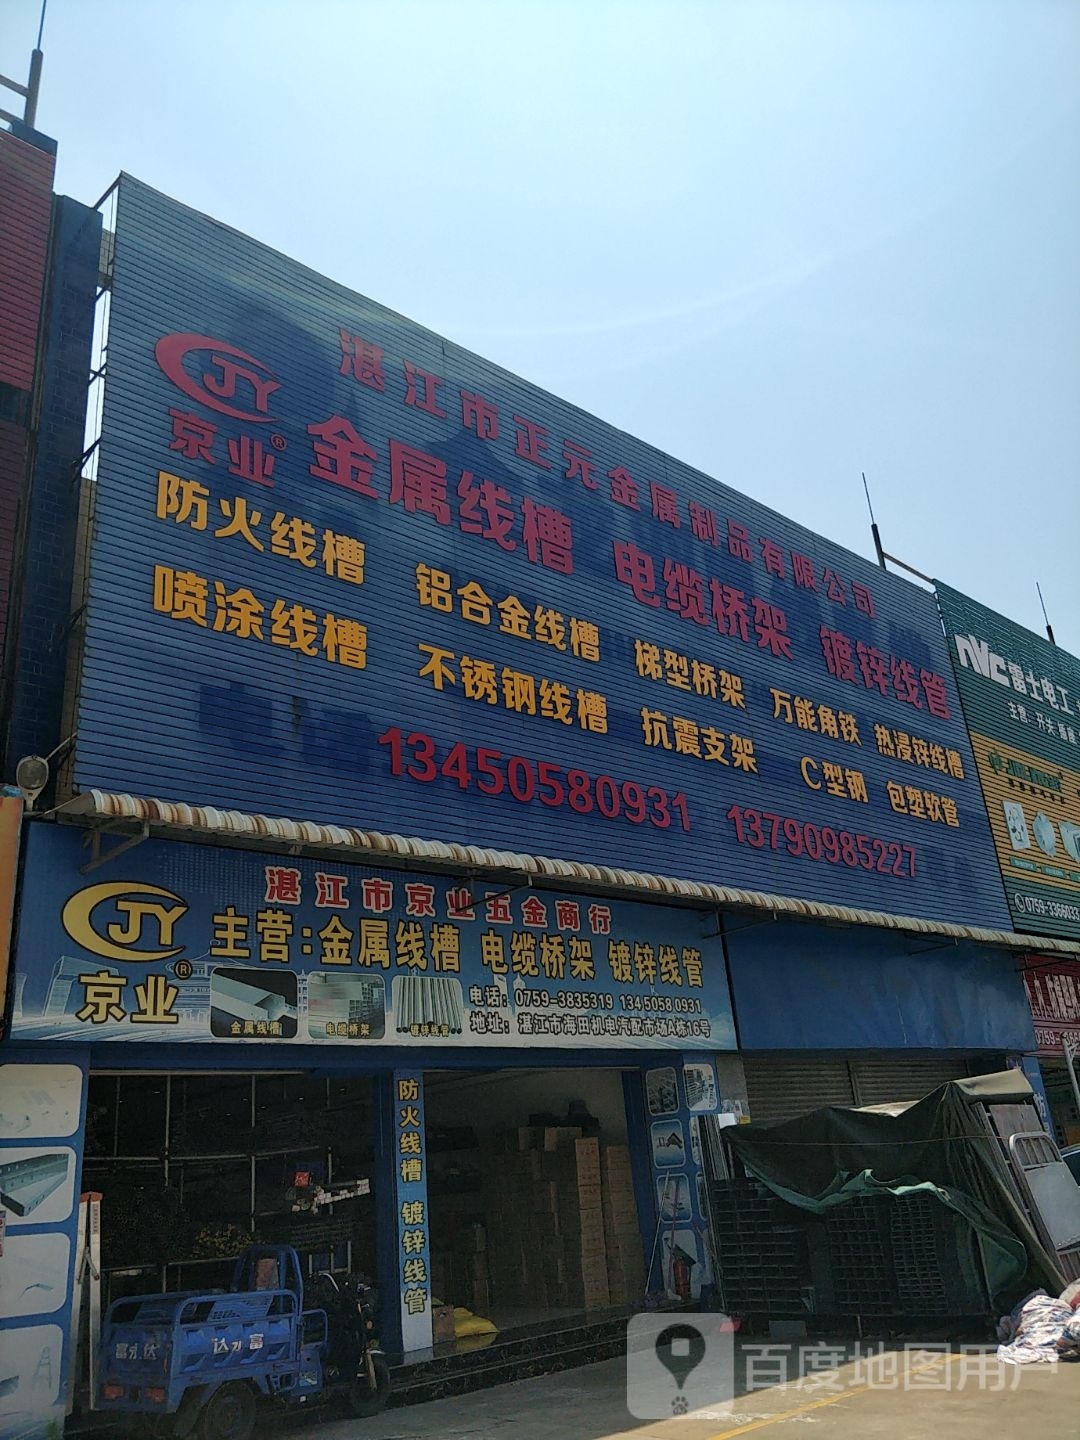 湛江市正元金属制品有限公司
JY
京业®
金属线槽 电缆桥架 镀锌线管
防火线槽 铝合金线槽 梯型桥架 万能角铁 热浸锌线槽
喷涂线槽 不锈钢线槽 抗震支架 C型钢 包塑软管
13450580931 13790985227
nVC 雷士电工
主营:开关
0759-3366033
湛江市京业五金商行
JY
京业®
主营:金属线槽 电缆桥架 镀锌线管
金属线槽 电缆桥架 镀锌线管
电话:0759-3835319 13450580931
地址:湛江市海田机电汽配市场A栋16号
防火线槽 镀锌线管
富永达
达永富
百度地图用户